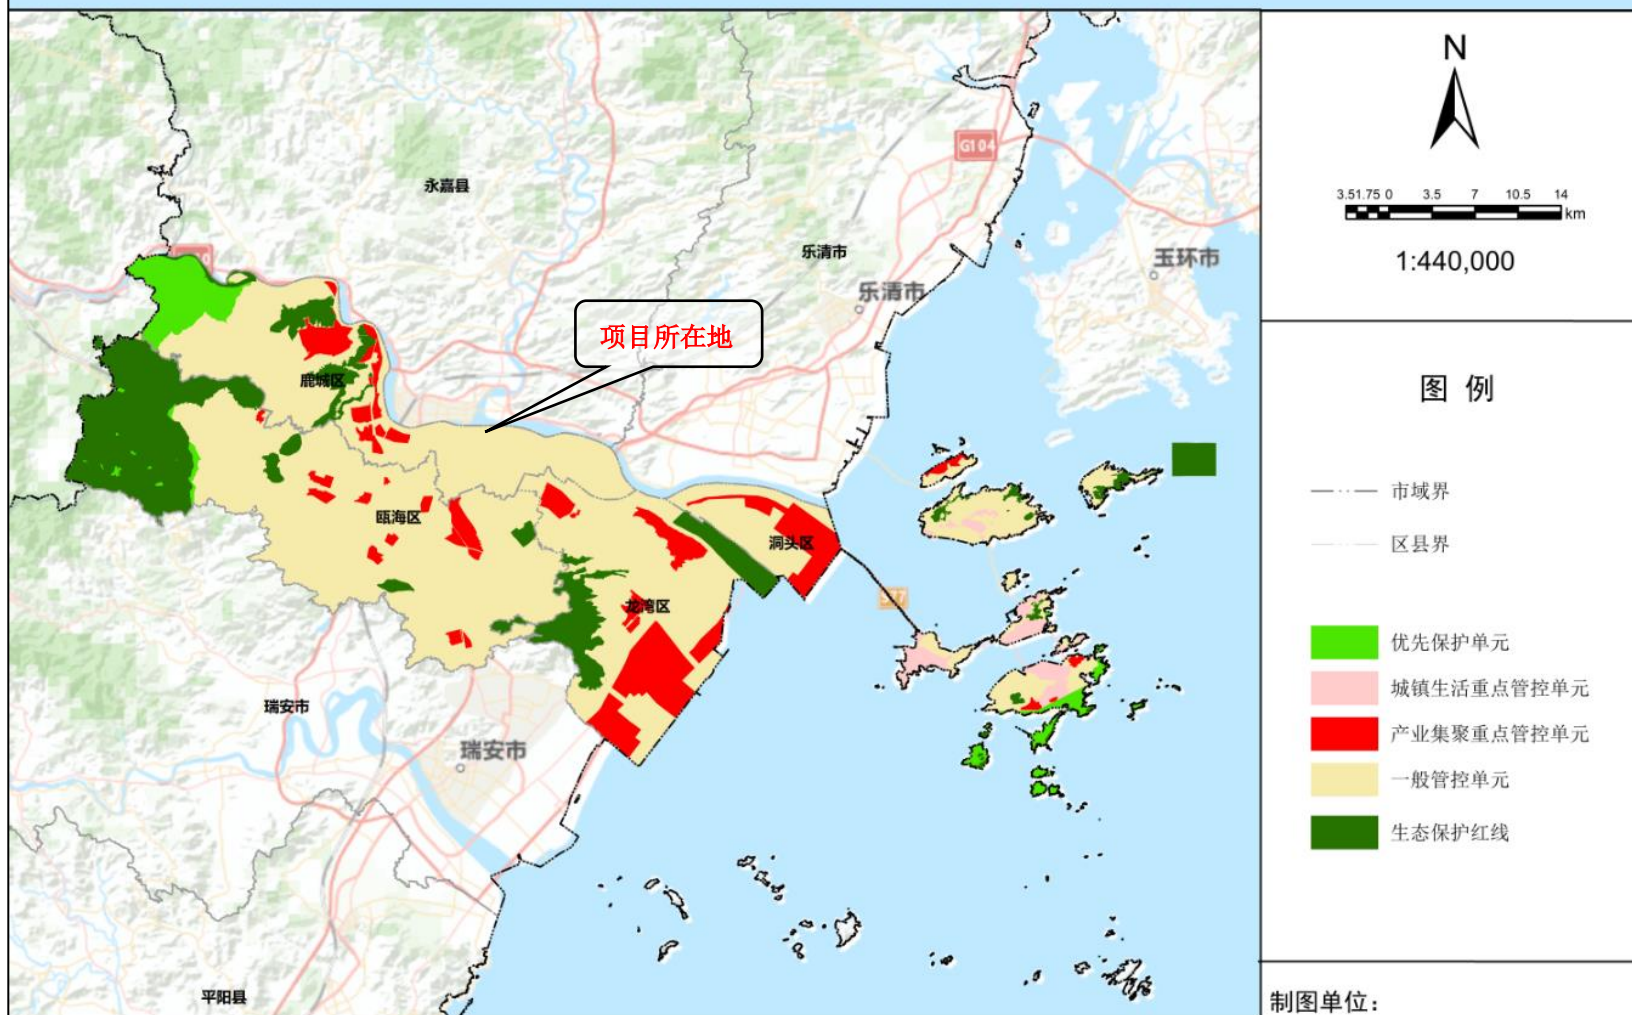 N
3.51.75 0 3.5 7 10.5 14
km
1:440,000
图 例
市域界
区县界
优先保护单元
城镇生活重点管控单元
产业集聚重点管控单元
一般管控单元
生态保护红线
制图单位：
G104
永嘉县
乐清市
乐清市
玉环市
项目所在地
鹿城区
瓯海区
洞头区
龙湾区
瑞安市
瑞安市
平阳县